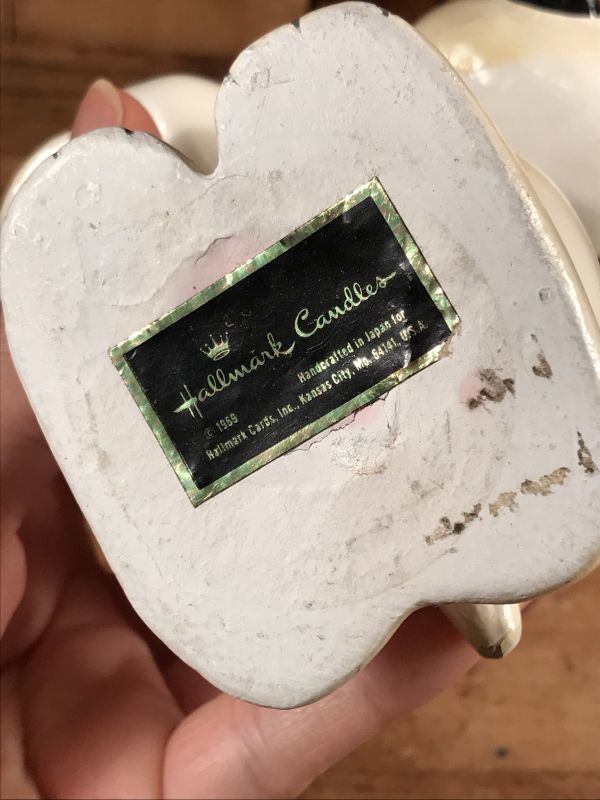 Hallmark Candles
© 1969 Handcrafted in Japan for
Hallmark Cards, Inc., Kansas City, Mo. 64141, U.S.A.